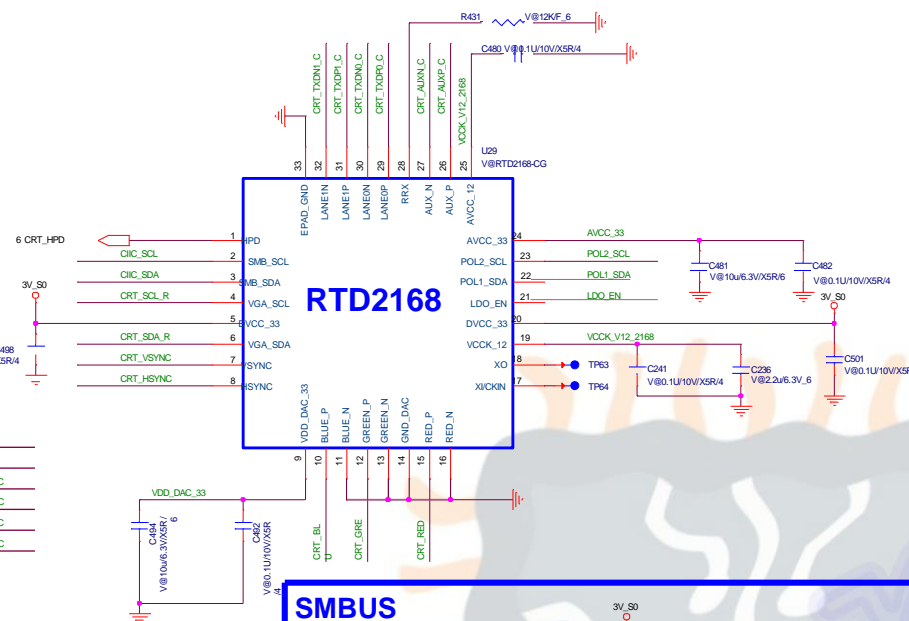 R431
V@12K/F_6
C480 V@0.1U/10V/X5R/4
CRT_TXDN1_C
CRT_TXDP1_C
CRT_TXDN0_C
CRT_TXDP0_C
CRT_AUXN_C
CRT_AUXP_C
VCCK_V12_2168
U29
V@RTD2168-CG
33
32
31
30
29
28
27
26
25
EPAD_GND
LANE1N
LANE1P
LANE0N
LANE0P
RRX
AUX_N
AUX_P
AVCC_12
6 CRT_HPD
1
HPD
CIIC_SCL
2
SMB_SCL
CIIC_SDA
3
SMB_SDA
CRT_SCL_R
4
VGA_SCL
3V_S0
5
DVCC_33
CRT_SDA_R
6
VGA_SDA
CRT_VSYNC
7
VSYNC
CRT_HSYNC
8
HSYNC
RTD2168
AVCC_33
24
AVCC_33
POL2_SCL
23
POL2_SCL
POL1_SDA
22
POL1_SDA
LDO_EN
21
LDO_EN
DVCC_33
20
3V_S0
VCCK_12
19
VCCK_V12_2168
XO
18
TP63
XI/CKIN
17
TP64
C481
V@10u/6.3V/X5R/6
C482
V@0.1U/10V/X5R/4
C241
V@0.1U/10V/X5R/4
C236
V@2.2u/6.3V_6
C501
V@0.1U/10V/X5R
498
5R/4
VDD_DAC_33
BLUE_P
BLUE_N
GREEN_P
GREEN_N
GND_DAC
RED_P
RED_N
9
10
11
12
13
14
15
16
VDD_DAC_33
C494
V@10u/6.3V/X5R/
6
C492
V@0.1U/10V/X5R
/4
CRT_BL
U
CRT_GRE
CRT_RED
C
C
C
C
SMBUS
3V_S0